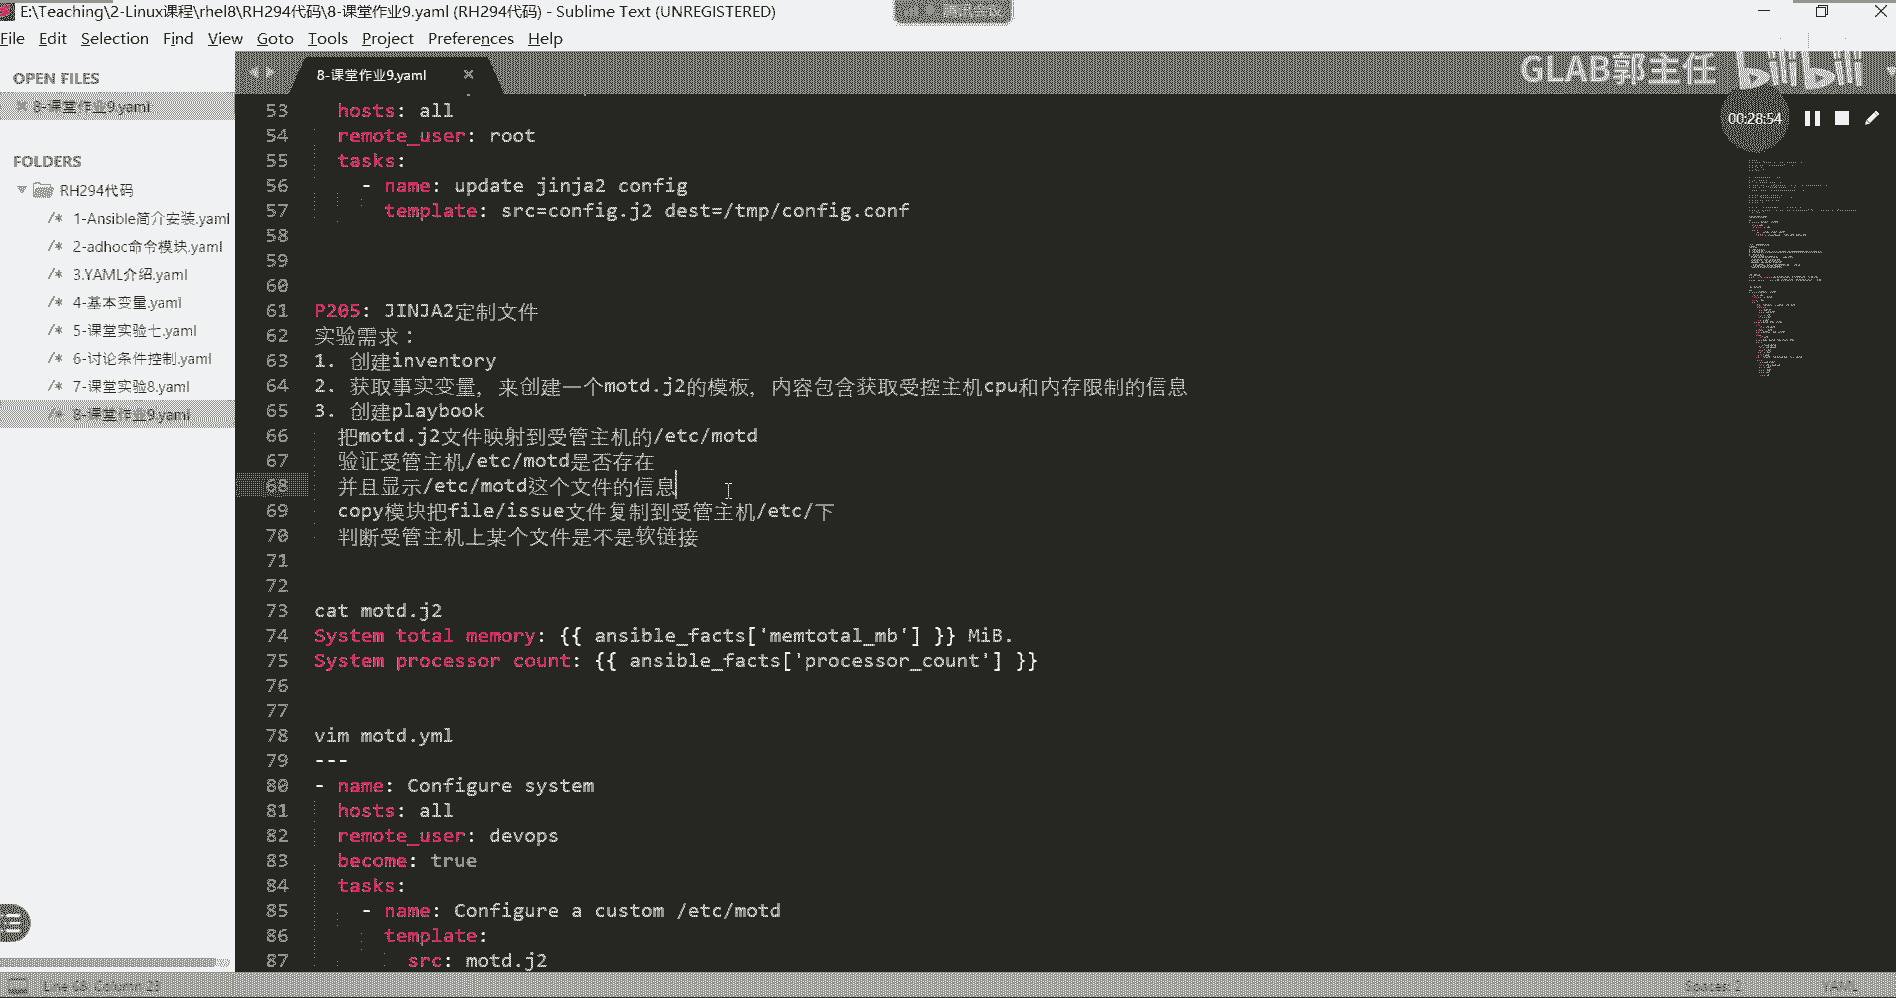 E:\Teaching\2-Linux课程\rhel8\RH294代码\8-课堂作业9.yaml (RH294代码) - Sublime Text (UNREGISTERED)
腾讯会议
File Edit Selection Find View Goto Tools Project Preferences Help
OPEN FILES
8-课堂作业9.yaml
FOLDERS
RH294代码
/* 1-Ansible简介安装.yaml
/* 2-adhoc命令模块.yaml
/* 3.YAML介绍.yaml
/* 4-基本变量.yaml
/* 5-课堂实验七.yaml
/* 6-讨论条件控制.yaml
/* 7-课堂实验8.yaml
/* 8-课堂作业9.yaml
8-课堂作业9.yaml
GLAB郭主任 bilibili
00:28:54
53 hosts: all
54 remote_user: root
55 tasks:
56 - name: update jinja2 config
57 template: src=config.j2 dest=/tmp/config.conf
58
59
60
61 P205: JINJA2定制文件
62 实验需求：
63 1. 创建inventory
64 2. 获取事实变量，来创建一个motd.j2的模板，内容包含获取受控主机cpu和内存限制的信息
65 3. 创建playbook
66 把motd.j2文件映射到受管主机的/etc/motd
67 验证受管主机/etc/motd是否存在
68 并且显示/etc/motd这个文件的信息
69 copy模块把file/issue文件复制到受管主机/etc/下
70 判断受管主机上某个文件是不是软链接
71
72
73 cat motd.j2
74 System total memory: {{ ansible_facts['memtotal_mb'] }} MiB.
75 System processor count: {{ ansible_facts['processor_count'] }}
76
77
78 vim motd.yml
79 ---
80 - name: Configure system
81 hosts: all
82 remote_user: devops
83 become: true
84 tasks:
85 - name: Configure a custom /etc/motd
86 template:
87 src: motd.j2
Line 68, Column 23
Spaces: 2 YAML